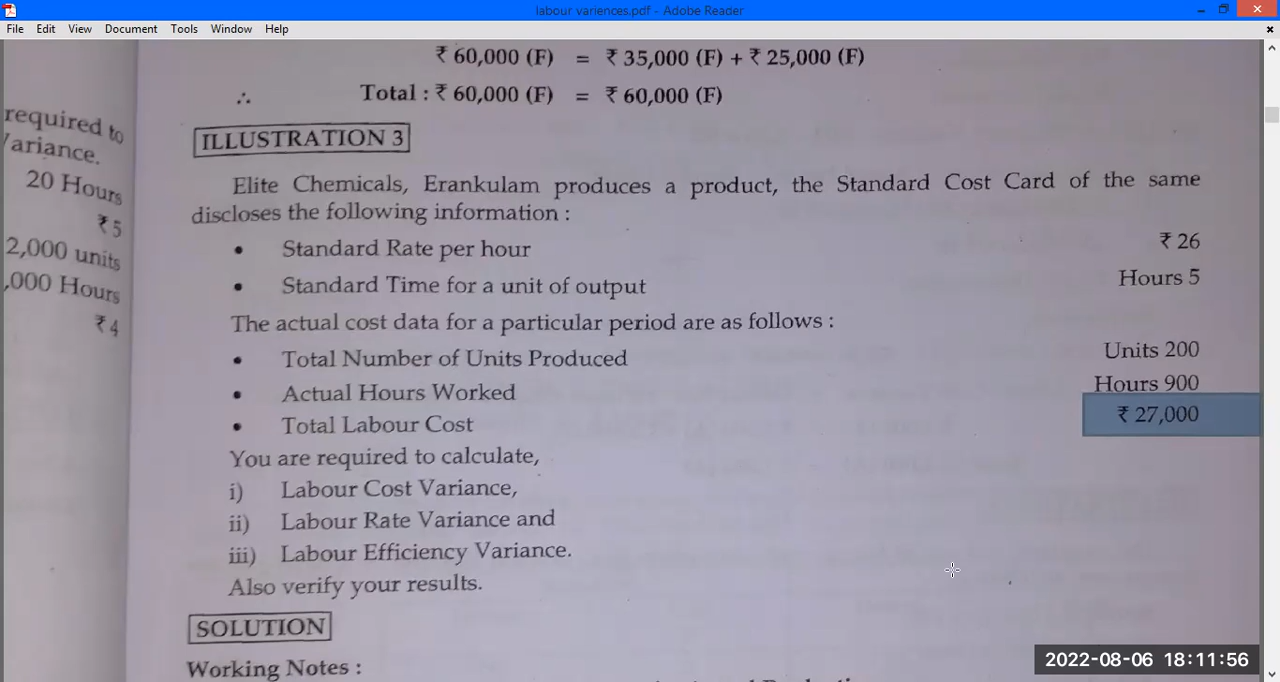 labour variences.pdf - Adobe Reader
File Edit View Document Tools Window Help
₹ 60,000 (F) = ₹ 35,000 (F) + ₹ 25,000 (F)
∴ Total : ₹ 60,000 (F) = ₹ 60,000 (F)
required to
Variance.
20 Hours
₹ 5
2,000 units
,000 Hours
₹ 4
ILLUSTRATION 3
Elite Chemicals, Erankulam produces a product, the Standard Cost Card of the same
discloses the following information :
• Standard Rate per hour ₹ 26
• Standard Time for a unit of output Hours 5
The actual cost data for a particular period are as follows :
• Total Number of Units Produced Units 200
• Actual Hours Worked Hours 900
• Total Labour Cost ₹ 27,000
You are required to calculate,
i) Labour Cost Variance,
ii) Labour Rate Variance and
iii) Labour Efficiency Variance.
Also verify your results.
SOLUTION
Working Notes :
2022-08-06 18:11:56